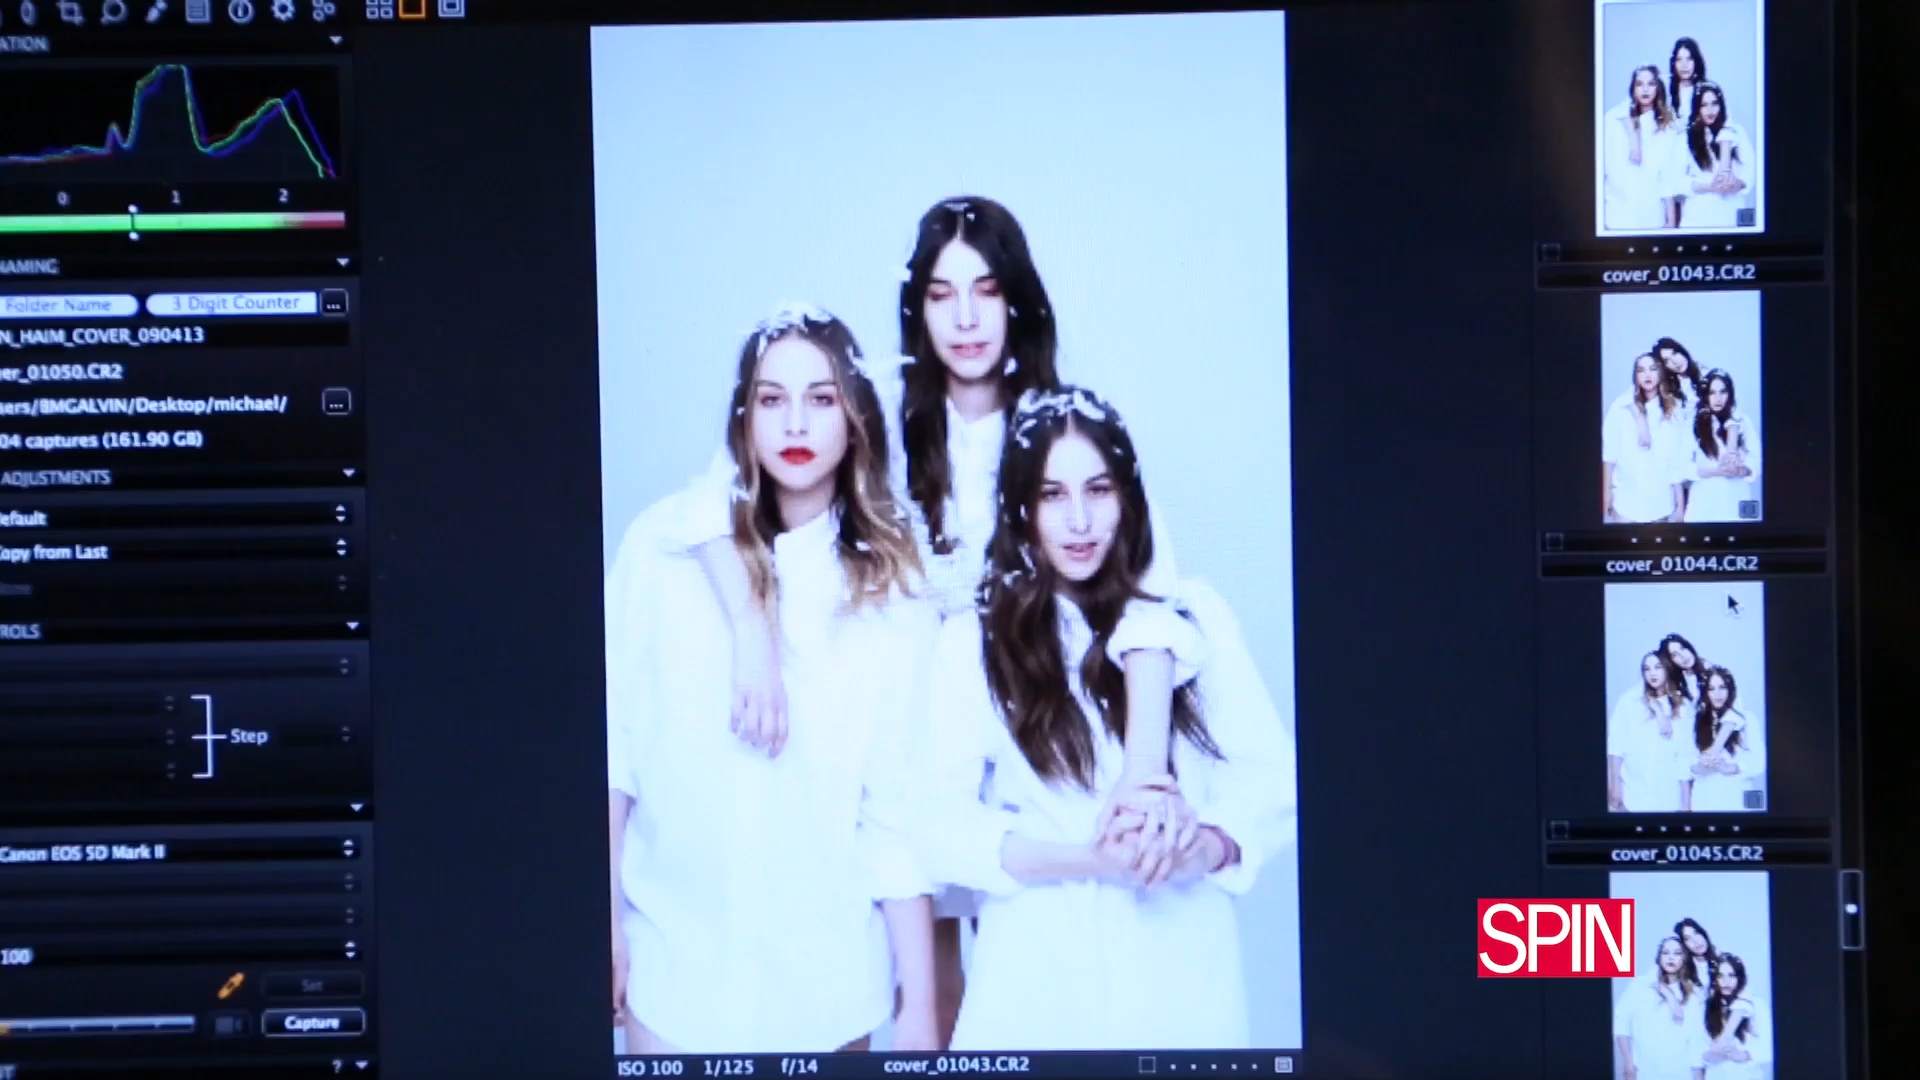 ATION
0 1 2
NAMING
Folder Name 3 Digit Counter ...
N_HAIM_COVER_090413
er_01050.CR2
sers/BMGALVIN/Desktop/michael/ ...
04 captures (161.90 GB)
ADJUSTMENTS
efault
opy from Last
ROLS
Step
Canon EOS 5D Mark II
100
Set
Capture
?
ISO 100 1/125 f/14 cover_01043.CR2
cover_01043.CR2
cover_01044.CR2
cover_01045.CR2
SPIN